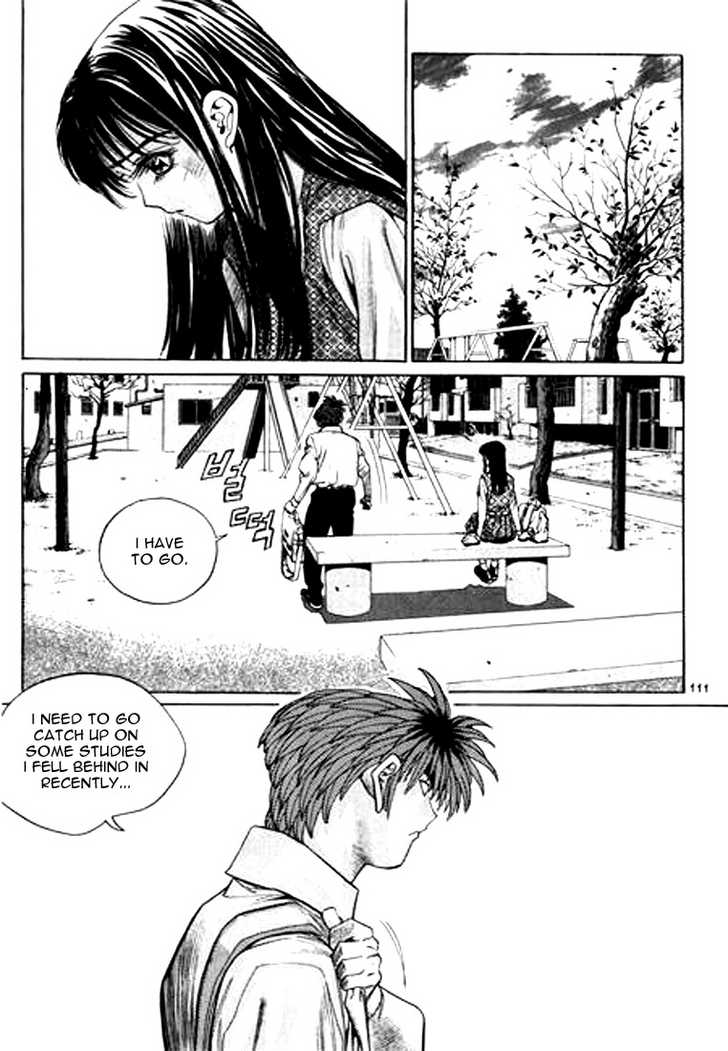 벌
떡
I HAVE
TO GO.
111
I NEED TO GO
CATCH UP ON
SOME STUDIES
I FELL BEHIND IN
RECENTLY...